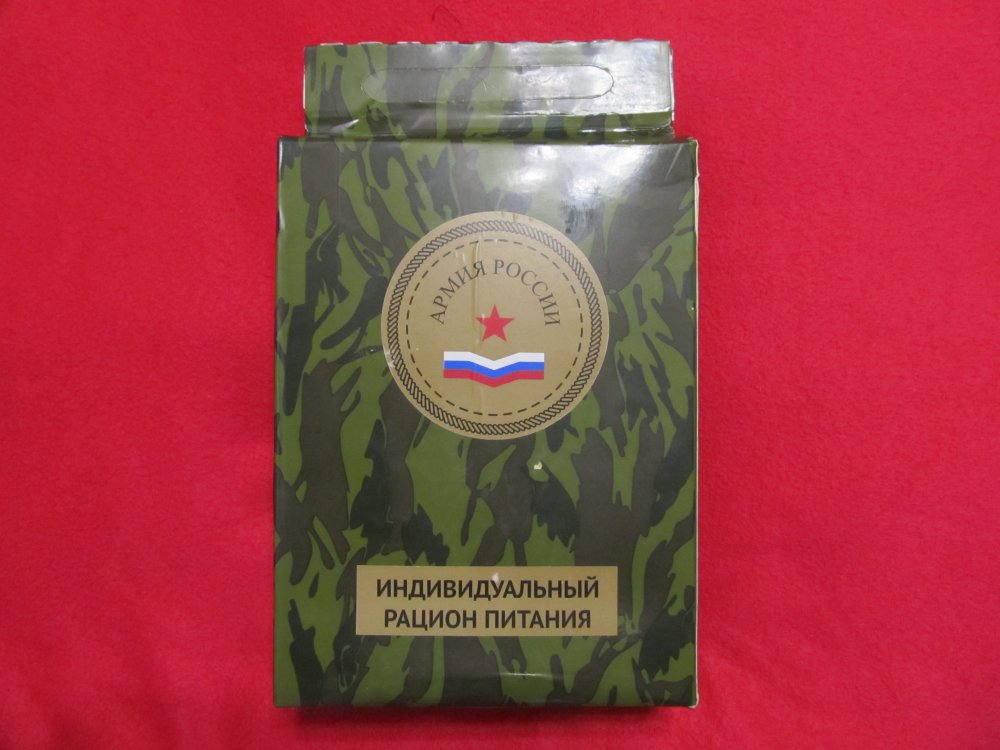 АРМИЯ РОССИИ
ИНДИВИДУАЛЬНЫЙ
РАЦИОН ПИТАНИЯ